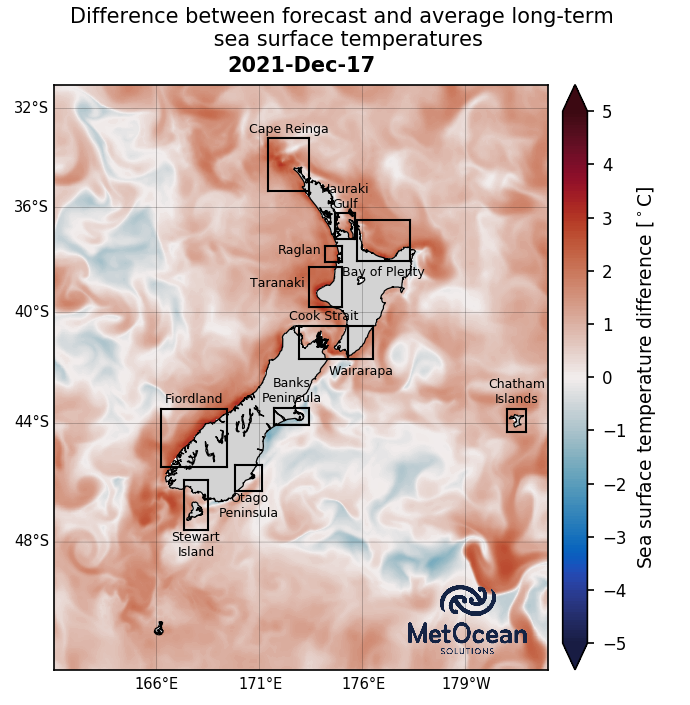 Difference between forecast and average long-term
sea surface temperatures
2021-Dec-17
32°S
36°S
40°S
44°S
48°S
166°E
171°E
176°E
179°W
Cape Reinga
Hauraki
Gulf
Raglan
Bay of Plenty
Taranaki
Cook Strait
Wairarapa
Banks
Peninsula
Fiordland
Chatham
Islands
Otago
Peninsula
Stewart
Island
MetOcean
SOLUTIONS
5
4
3
2
1
0
−1
−2
−3
−4
−5
Sea surface temperature difference [°C]